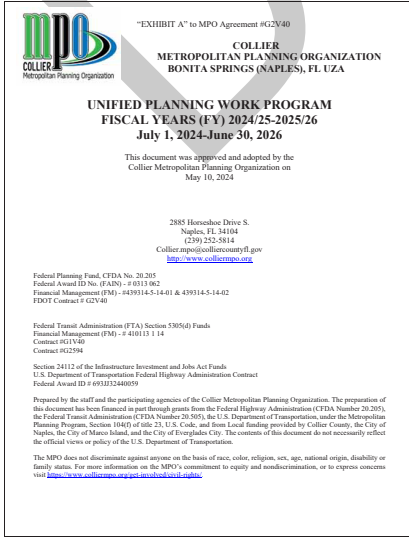 "EXHIBIT A" to MPO Agreement #G2V40
mpo
COLLIER
Metropolitan Planning Organization
COLLIER
METROPOLITAN PLANNING ORGANIZATION
BONITA SPRINGS (NAPLES), FL UZA
UNIFIED PLANNING WORK PROGRAM
FISCAL YEARS (FY) 2024/25-2025/26
July 1, 2024-June 30, 2026
This document was approved and adopted by the
Collier Metropolitan Planning Organization on
May 10, 2024
2885 Horseshoe Drive S.
Naples, FL 34104
(239) 252-5814
Collier.mpo@colliercountyfl.gov
http://www.colliermpo.org
Federal Planning Fund, CFDA No. 20.205
Federal Award ID No. (FAIN) - # 0313 062
Financial Management (FM) - #439314-5-14-01 & 439314-5-14-02
FDOT Contract # G2V40
Federal Transit Administration (FTA) Section 5305(d) Funds
Financial Management (FM) - # 410113 1 14
Contract #G1V40
Contract #G2594
Section 24112 of the Infrastructure Investment and Jobs Act Funds
U.S. Department of Transportation Federal Highway Administration Contract
Federal Award ID # 693JJ32440059
Prepared by the staff and the participating agencies of the Collier Metropolitan Planning Organization. The preparation of
this document has been financed in part through grants from the Federal Highway Administration (CFDA Number 20.205),
the Federal Transit Administration (CFDA Number 20.505), the U.S. Department of Transportation, under the Metropolitan
Planning Program, Section 104(f) of title 23, U.S. Code, and from Local funding provided by Collier County, the City of
Naples, the City of Marco Island, and the City of Everglades City. The contents of this document do not necessarily reflect
the official views or policy of the U.S. Department of Transportation.
The MPO does not discriminate against anyone on the basis of race, color, religion, sex, age, national origin, disability or
family status. For more information on the MPO's commitment to equity and nondiscrimination, or to express concerns
visit https://www.colliermpo.org/get-involved/civil-rights/.